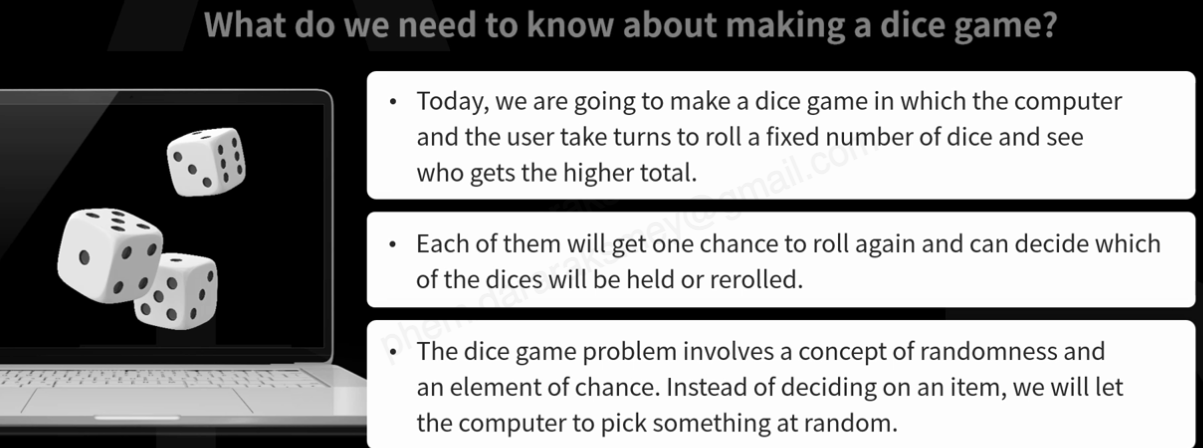 What do we need to know about making a dice game?
• Today, we are going to make a dice game in which the computer
and the user take turns to roll a fixed number of dice and see
who gets the higher total.
• Each of them will get one chance to roll again and can decide which
of the dices will be held or rerolled.
• The dice game problem involves a concept of randomness and
an element of chance. Instead of deciding on an item, we will let
the computer to pick something at random.